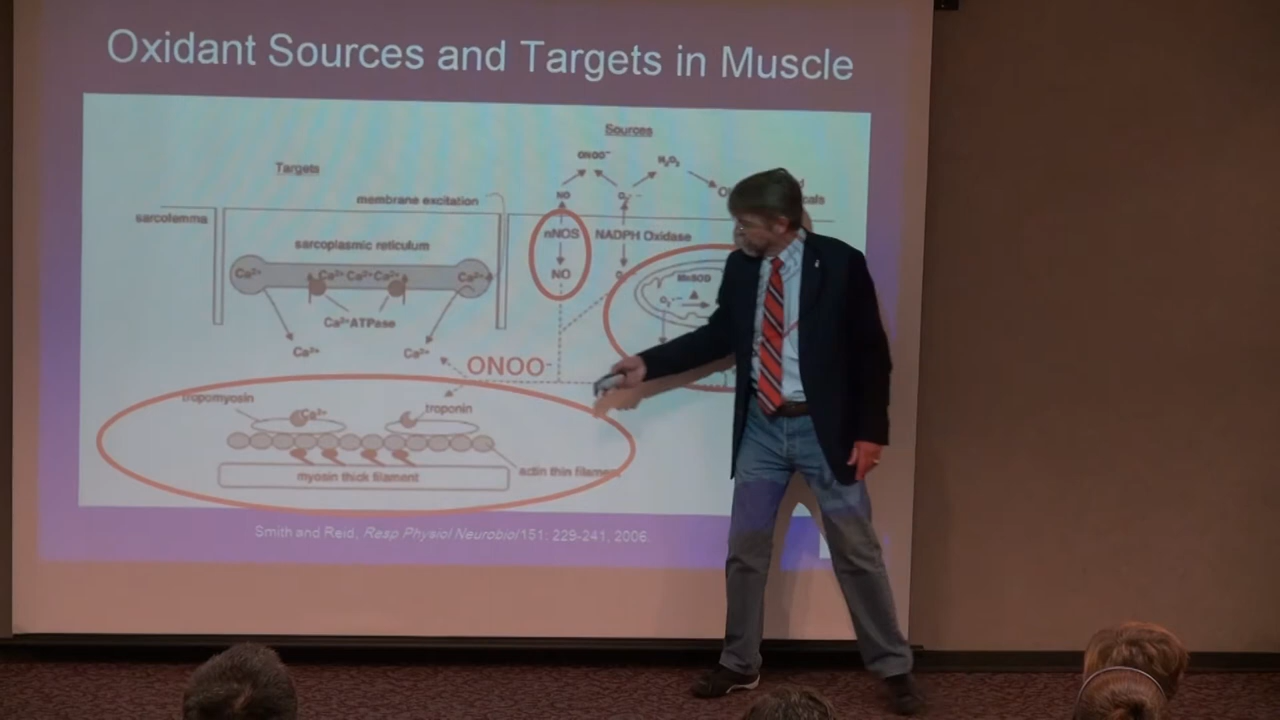 Oxidant Sources and Targets in Muscle
Sources
ONOO⁻
H₂O₂
Targets
NO
O₂·⁻
membrane excitation
sarcolemma
nNOS
NADPH Oxidase
sarcoplasmic reticulum
Ca²⁺
Ca²⁺ Ca²⁺ Ca²⁺
Ca²⁺
NO
MnSOD
O₂·⁻
Ca²⁺ATPase
Ca²⁺
Ca²⁺
ONOO⁻
tropomyosin
Ca²⁺
troponin
actin thin filament
myosin thick filament
Smith and Reid, Resp Physiol Neurobiol 151: 229-241, 2006.